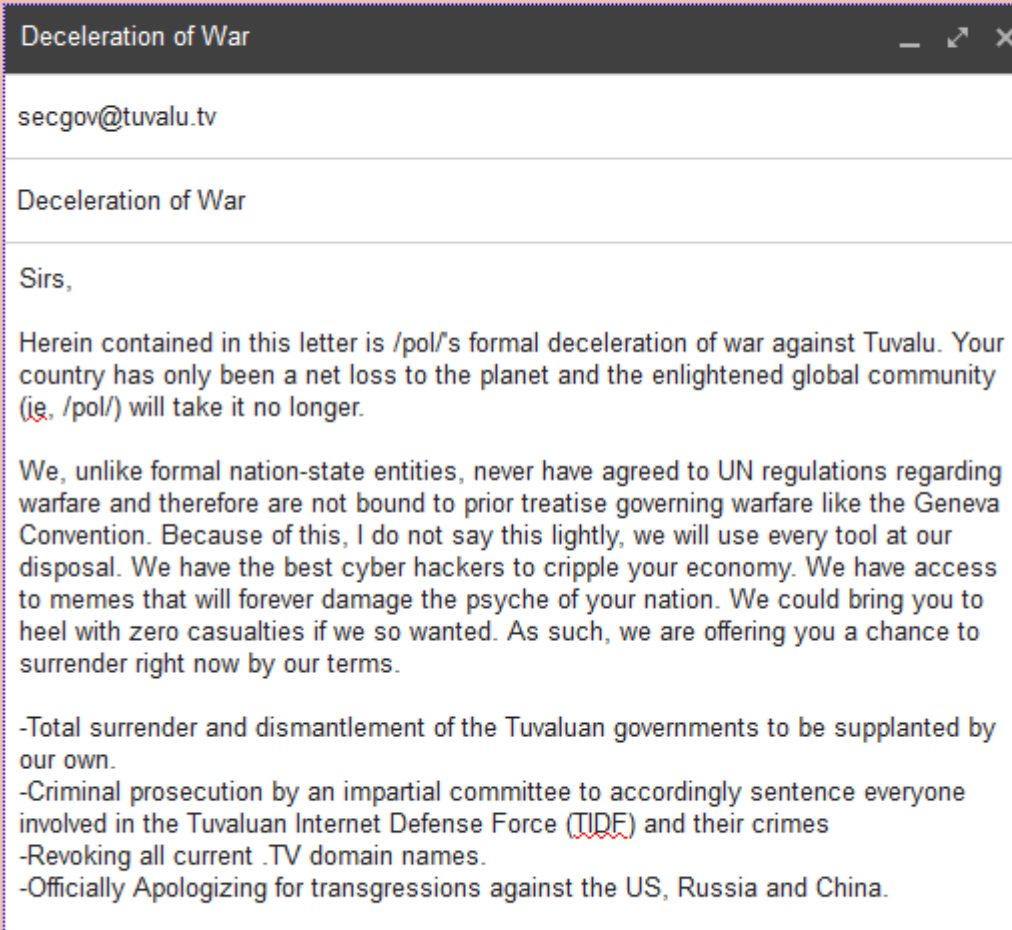 Deceleration of War
secgov@tuvalu.tv
Deceleration of War
Sirs,
Herein contained in this letter is /pol/'s formal deceleration of war against Tuvalu. Your
country has only been a net loss to the planet and the enlightened global community
(ie, /pol/) will take it no longer.
We, unlike formal nation-state entities, never have agreed to UN regulations regarding
warfare and therefore are not bound to prior treatise governing warfare like the Geneva
Convention. Because of this, I do not say this lightly, we will use every tool at our
disposal. We have the best cyber hackers to cripple your economy. We have access
to memes that will forever damage the psyche of your nation. We could bring you to
heel with zero casualties if we so wanted. As such, we are offering you a chance to
surrender right now by our terms.
-Total surrender and dismantlement of the Tuvaluan governments to be supplanted by
our own.
-Criminal prosecution by an impartial committee to accordingly sentence everyone
involved in the Tuvaluan Internet Defense Force (TIDF) and their crimes
-Revoking all current .TV domain names.
-Officially Apologizing for transgressions against the US, Russia and China.